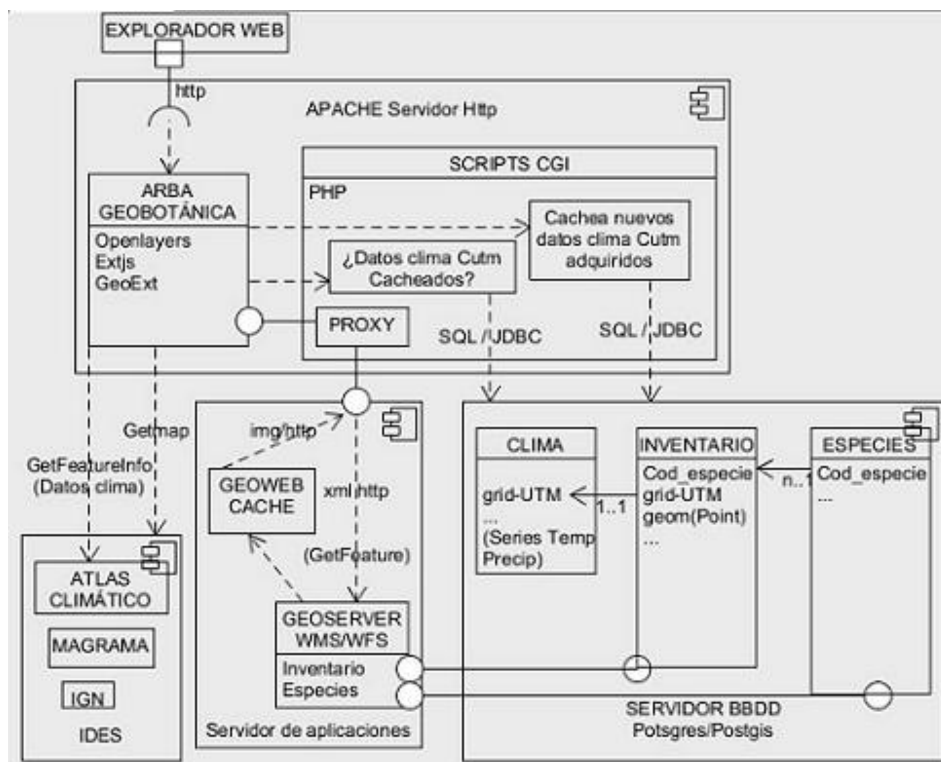 EXPLORADOR WEB
http
APACHE Servidor Http
SCRIPTS CGI
PHP
ARBA
GEOBOTÁNICA
Openlayers
Extjs
GeoExt
Cachea nuevos
datos clima Cutm
adquiridos
¿Datos clima Cutm
Cacheados?
PROXY
SQL / JDBC
SQL / JDBC
Getmap
GetFeatureInfo
(Datos clima)
img/http
GEOWEB
CACHE
xml http
(GetFeature)
GEOSERVER
WMS/WFS
Inventario
Especies
Servidor de aplicaciones
CLIMA
grid-UTM
...
(Series Temp
Precip)
1..1
INVENTARIO
Cod_especie
grid-UTM
geom(Point)
...
n..1
ESPECIES
Cod_especie
...
SERVIDOR BBDD
Potsgres/Postgis
ATLAS
CLIMÁTICO
MAGRAMA
IGN
IDES